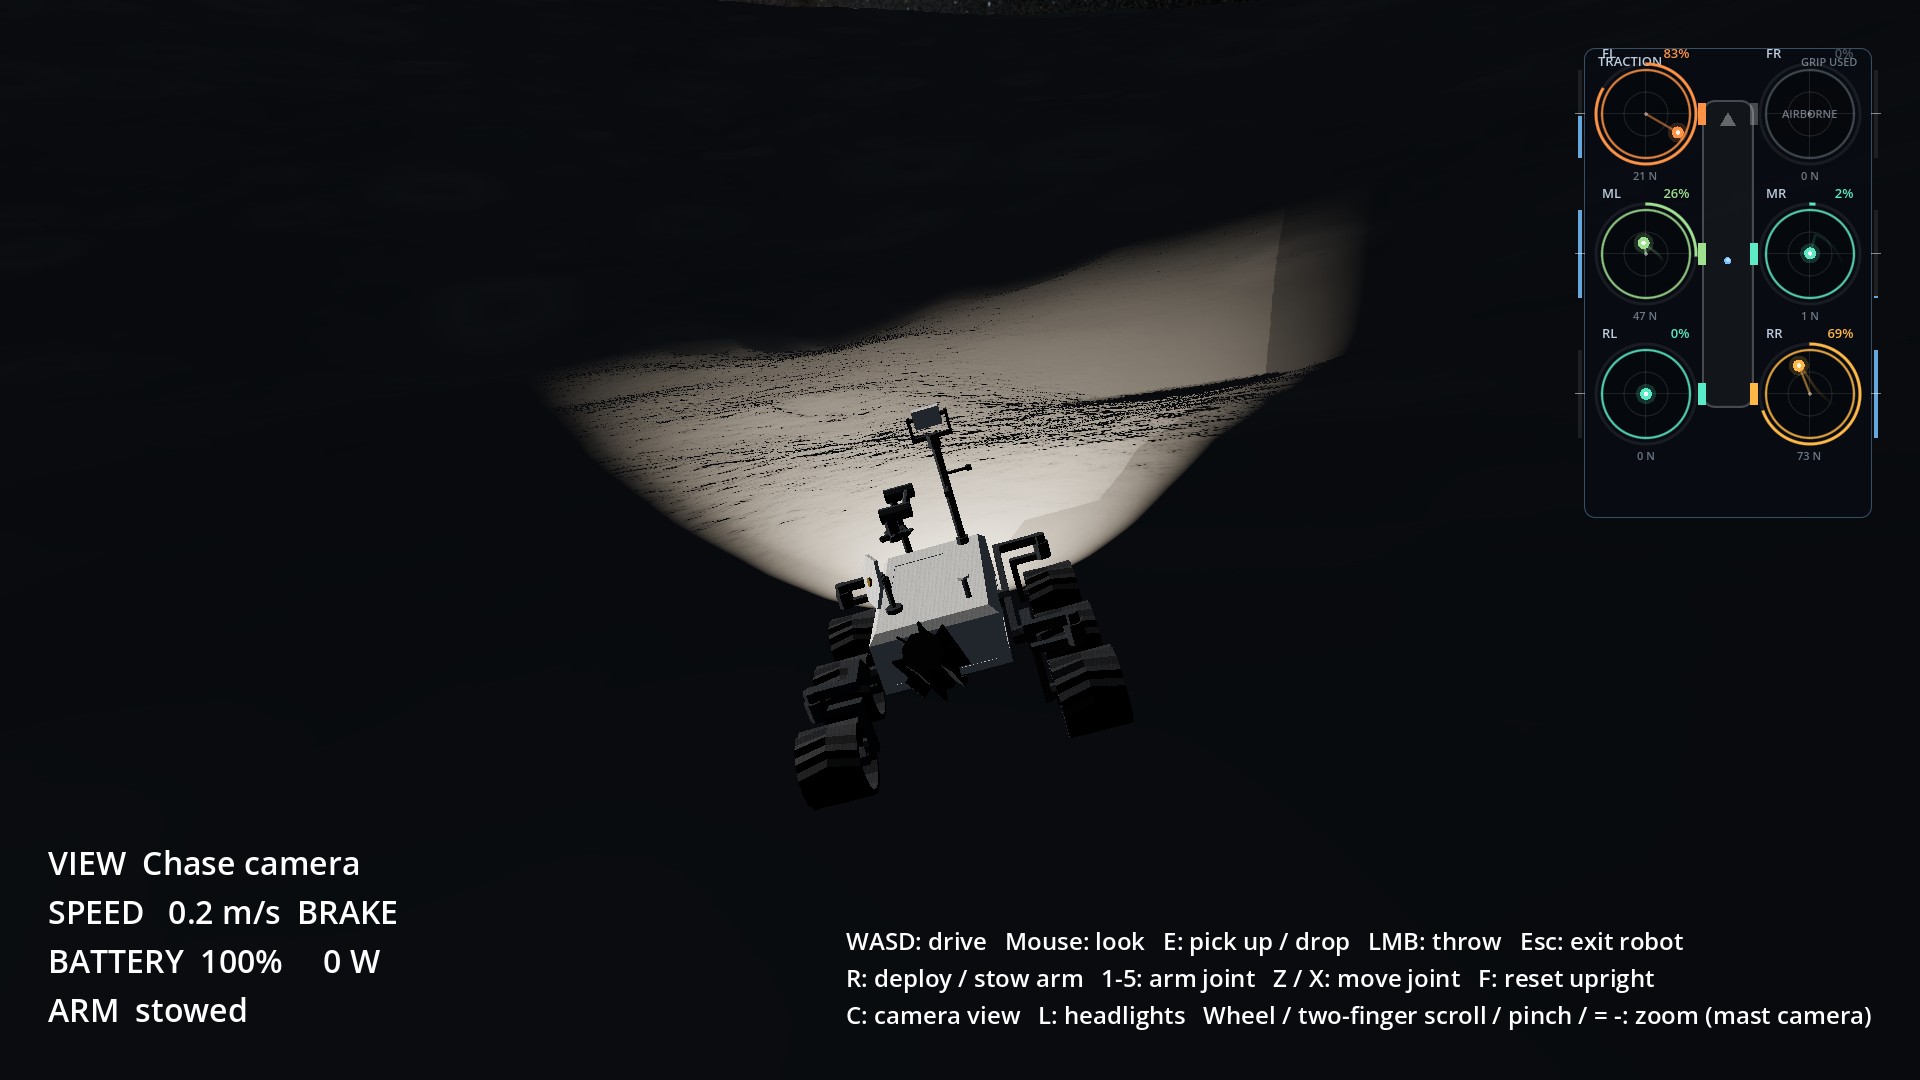 FL 83% FR 0%
TRACTION GRIP USED
AIRBORNE
21 N 0 N
ML 26% MR 2%
47 N 1 N
RL 0% RR 69%
0 N 73 N
VIEW Chase camera
SPEED 0.2 m/s BRAKE
BATTERY 100% 0 W
ARM stowed
WASD: drive Mouse: look E: pick up / drop LMB: throw Esc: exit robot
R: deploy / stow arm 1-5: arm joint Z / X: move joint F: reset upright
C: camera view L: headlights Wheel / two-finger scroll / pinch / = -: zoom (mast camera)